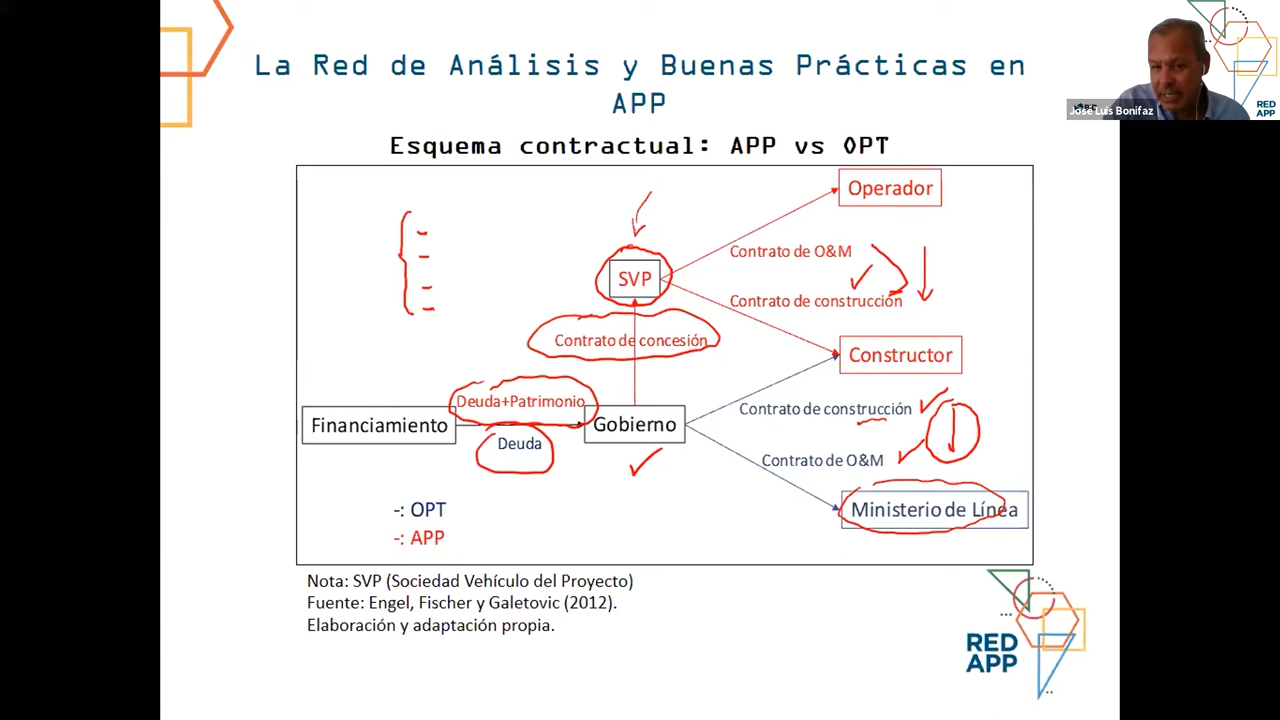 La Red de Análisis y Buenas Prácticas en
APP
José Luis Bonifaz
RED
APP
Esquema contractual: APP vs OPT
Operador
Contrato de O&M
SVP
Contrato de construcción
Contrato de concesión
Constructor
Deuda+Patrimonio
Financiamiento
Gobierno
Contrato de construcción
Deuda
Contrato de O&M
-: OPT
Ministerio de Línea
-: APP
Nota: SVP (Sociedad Vehículo del Proyecto)
Fuente: Engel, Fischer y Galetovic (2012).
Elaboración y adaptación propia.
RED
APP